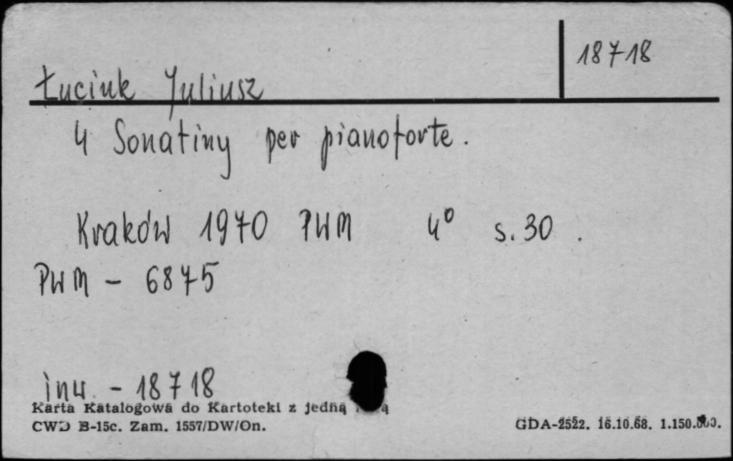 18718
Łuciuk Juliusz
4 Sonatiny per pianoforte.
Kraków 1970 PWM 4° s. 30.
PWM - 6875
inw. - 18718
Karta Katalogowa do Kartoteki z jedną
CWD B-15c. Zam. 1557/DW/On. GDA-2522. 16.10.68. 1.150.000.